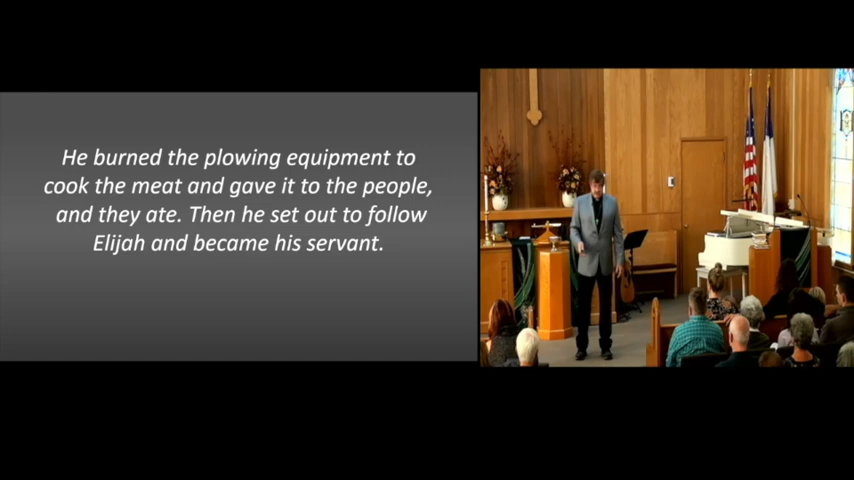 He burned the plowing equipment to
cook the meat and gave it to the people,
and they ate. Then he set out to follow
Elijah and became his servant.